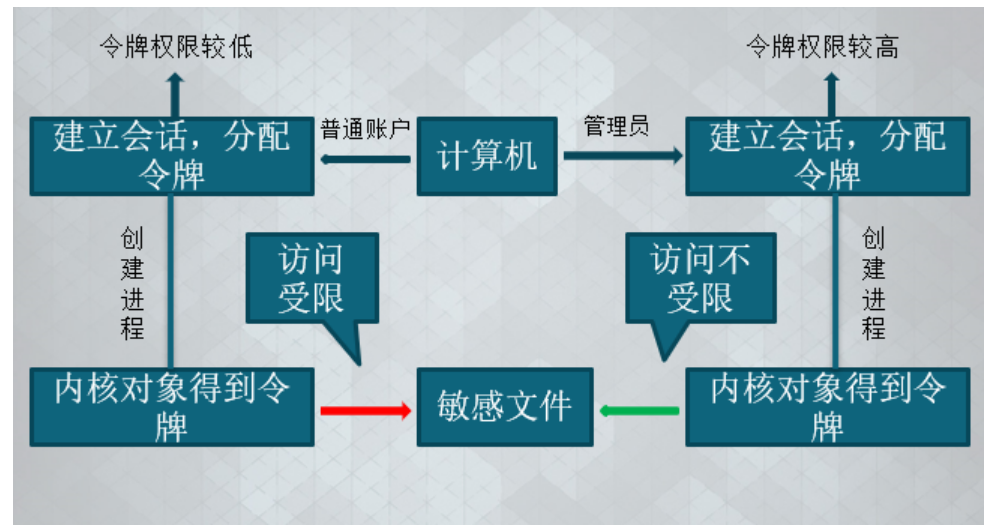 令牌权限较低
令牌权限较高
建立会话，分配
令牌
普通账户
计算机
管理员
建立会话，分配
令牌
创
建
进
程
访问
受限
访问不
受限
创
建
进
程
内核对象得到令
牌
敏感文件
内核对象得到令
牌